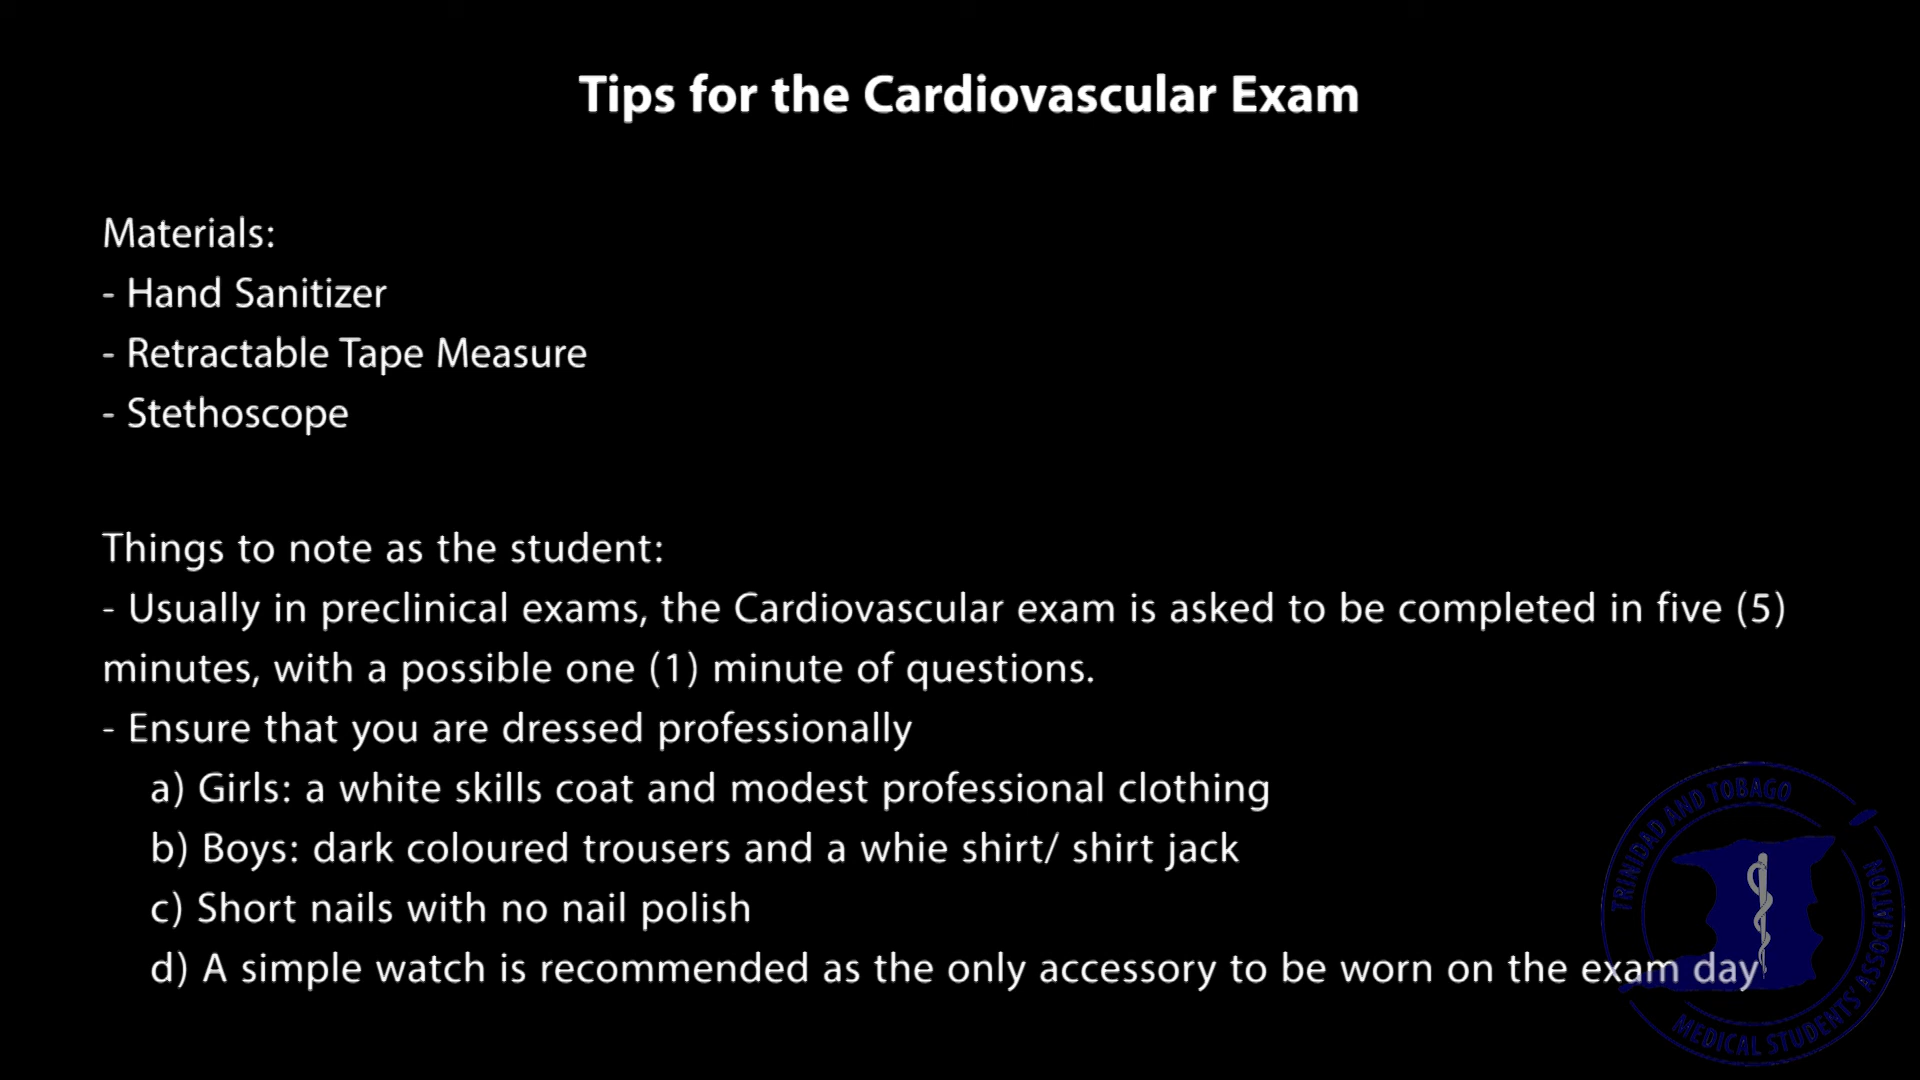 Tips for the Cardiovascular Exam
Materials:
- Hand Sanitizer
- Retractable Tape Measure
- Stethoscope
Things to note as the student:
- Usually in preclinical exams, the Cardiovascular exam is asked to be completed in five (5)
minutes, with a possible one (1) minute of questions.
- Ensure that you are dressed professionally
a) Girls: a white skills coat and modest professional clothing
b) Boys: dark coloured trousers and a whie shirt/ shirt jack
c) Short nails with no nail polish
d) A simple watch is recommended as the only accessory to be worn on the exam day
TRINIDAD AND TOBAGO
MEDICAL STUDENTS' ASSOCIATION